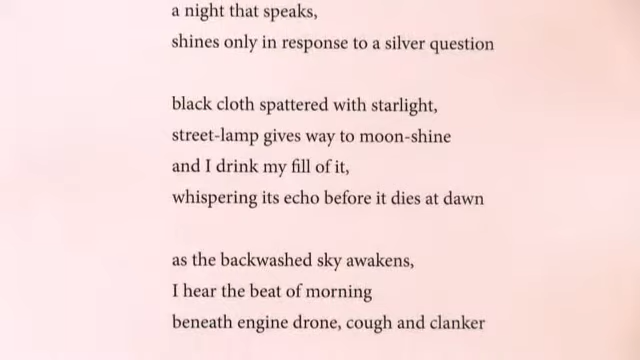 a night that speaks,
shines only in response to a silver question
black cloth spattered with starlight,
street-lamp gives way to moon-shine
and I drink my fill of it,
whispering its echo before it dies at dawn
as the backwashed sky awakens,
I hear the beat of morning
beneath engine drone, cough and clanker